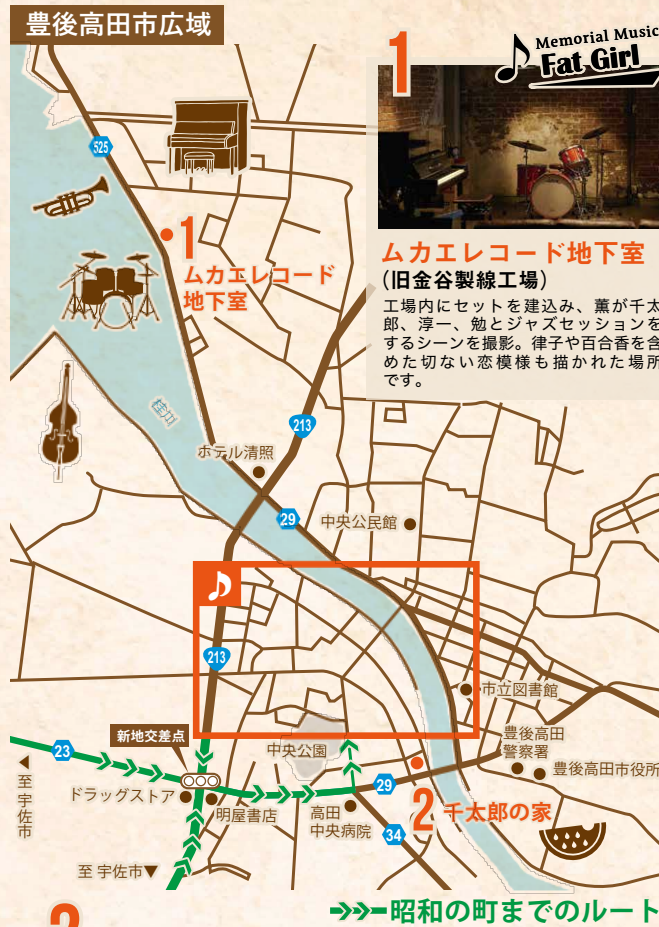 豊後高田市広域
1
Memorial Music
Fat Girl
ムカエレコード地下室
(旧金谷製線工場)
工場内にセットを建込み、薫が千太
郎、淳一、勉とジャズセッションを
するシーンを撮影。律子や百合香を含
めた切ない恋模様も描かれた場所
です。
525
1
ムカエレコード
地下室
桂川
213
ホテル清照
29
中央公民館
213
市立図書館
新地交差点
中央公園
豊後高田
警察署
豊後高田市役所
23
◀至 宇佐市
ドラッグストア
明屋書店
高田
中央病院
29
34
2 千太郎の家
至 宇佐市▼
昭和の町までのルート